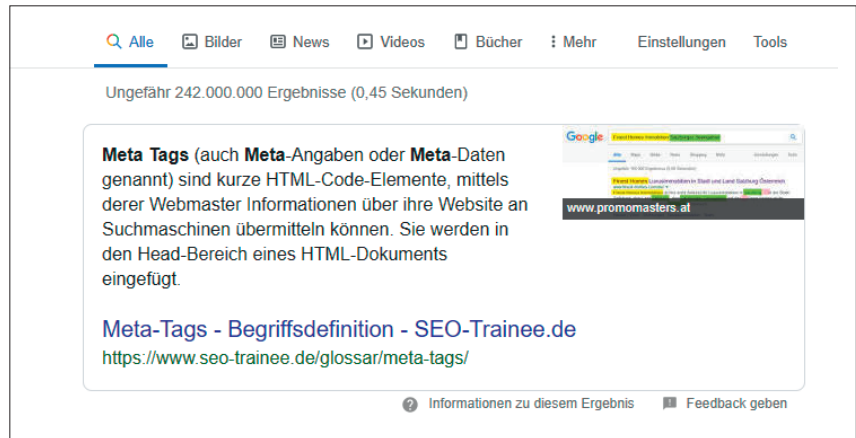 Alle Bilder News Videos Bücher Mehr Einstellungen Tools
Ungefähr 242.000.000 Ergebnisse (0,45 Sekunden)
Meta Tags (auch Meta-Angaben oder Meta-Daten
genannt) sind kurze HTML-Code-Elemente, mittels
derer Webmaster Informationen über ihre Website an
Suchmaschinen übermitteln können. Sie werden in
den Head-Bereich eines HTML-Dokuments
eingefügt.
Google
www.promomasters.at
Meta-Tags - Begriffsdefinition - SEO-Trainee.de
https://www.seo-trainee.de/glossar/meta-tags/
Informationen zu diesem Ergebnis Feedback geben